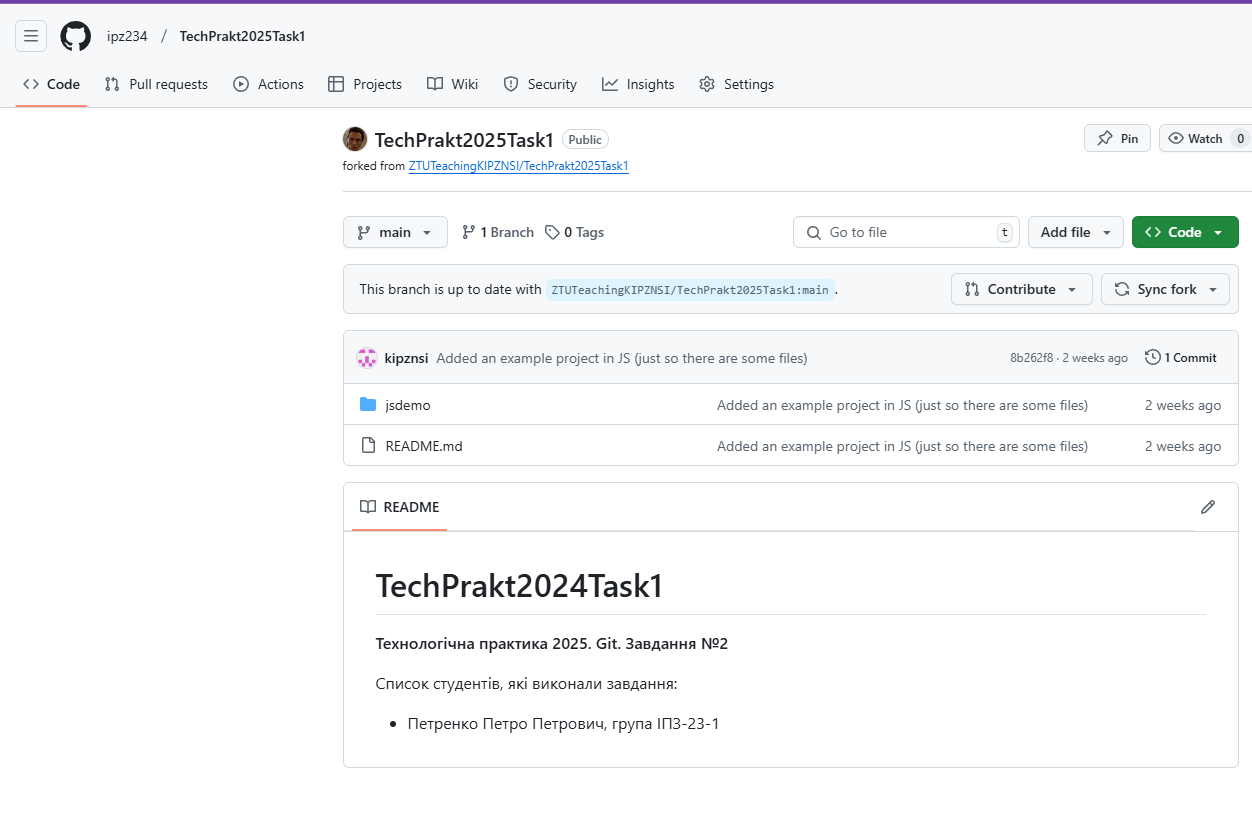 ipz234 / TechPrakt2025Task1
Code Pull requests Actions Projects Wiki Security Insights Settings
TechPrakt2025Task1 Public Pin Watch 0
forked from ZTUTeachingKIPZNSI/TechPrakt2025Task1
main 1 Branch 0 Tags Go to file t Add file Code
This branch is up to date with ZTUTeachingKIPZNSI/TechPrakt2025Task1:main . Contribute Sync fork
kipznsi Added an example project in JS (just so there are some files) 8b262f8 · 2 weeks ago 1 Commit
jsdemo Added an example project in JS (just so there are some files) 2 weeks ago
README.md Added an example project in JS (just so there are some files) 2 weeks ago
README
TechPrakt2024Task1
Технологічна практика 2025. Git. Завдання №2
Список студентів, які виконали завдання:
• Петренко Петро Петрович, група ІПЗ-23-1